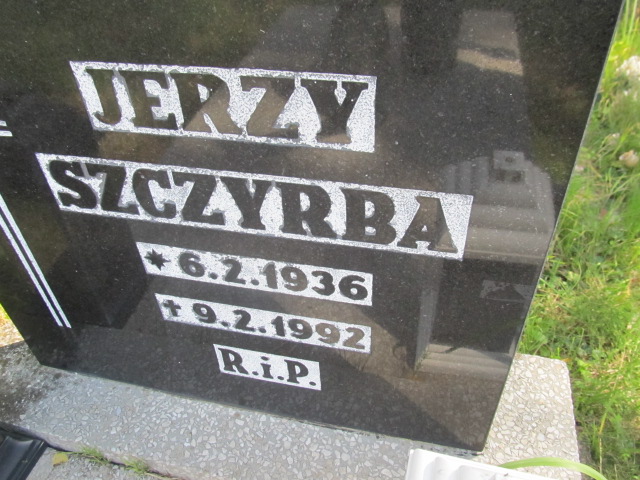 JERZY
SZCZYRBA
* 6.2.1936
† 9.2.1992
R.i.P.